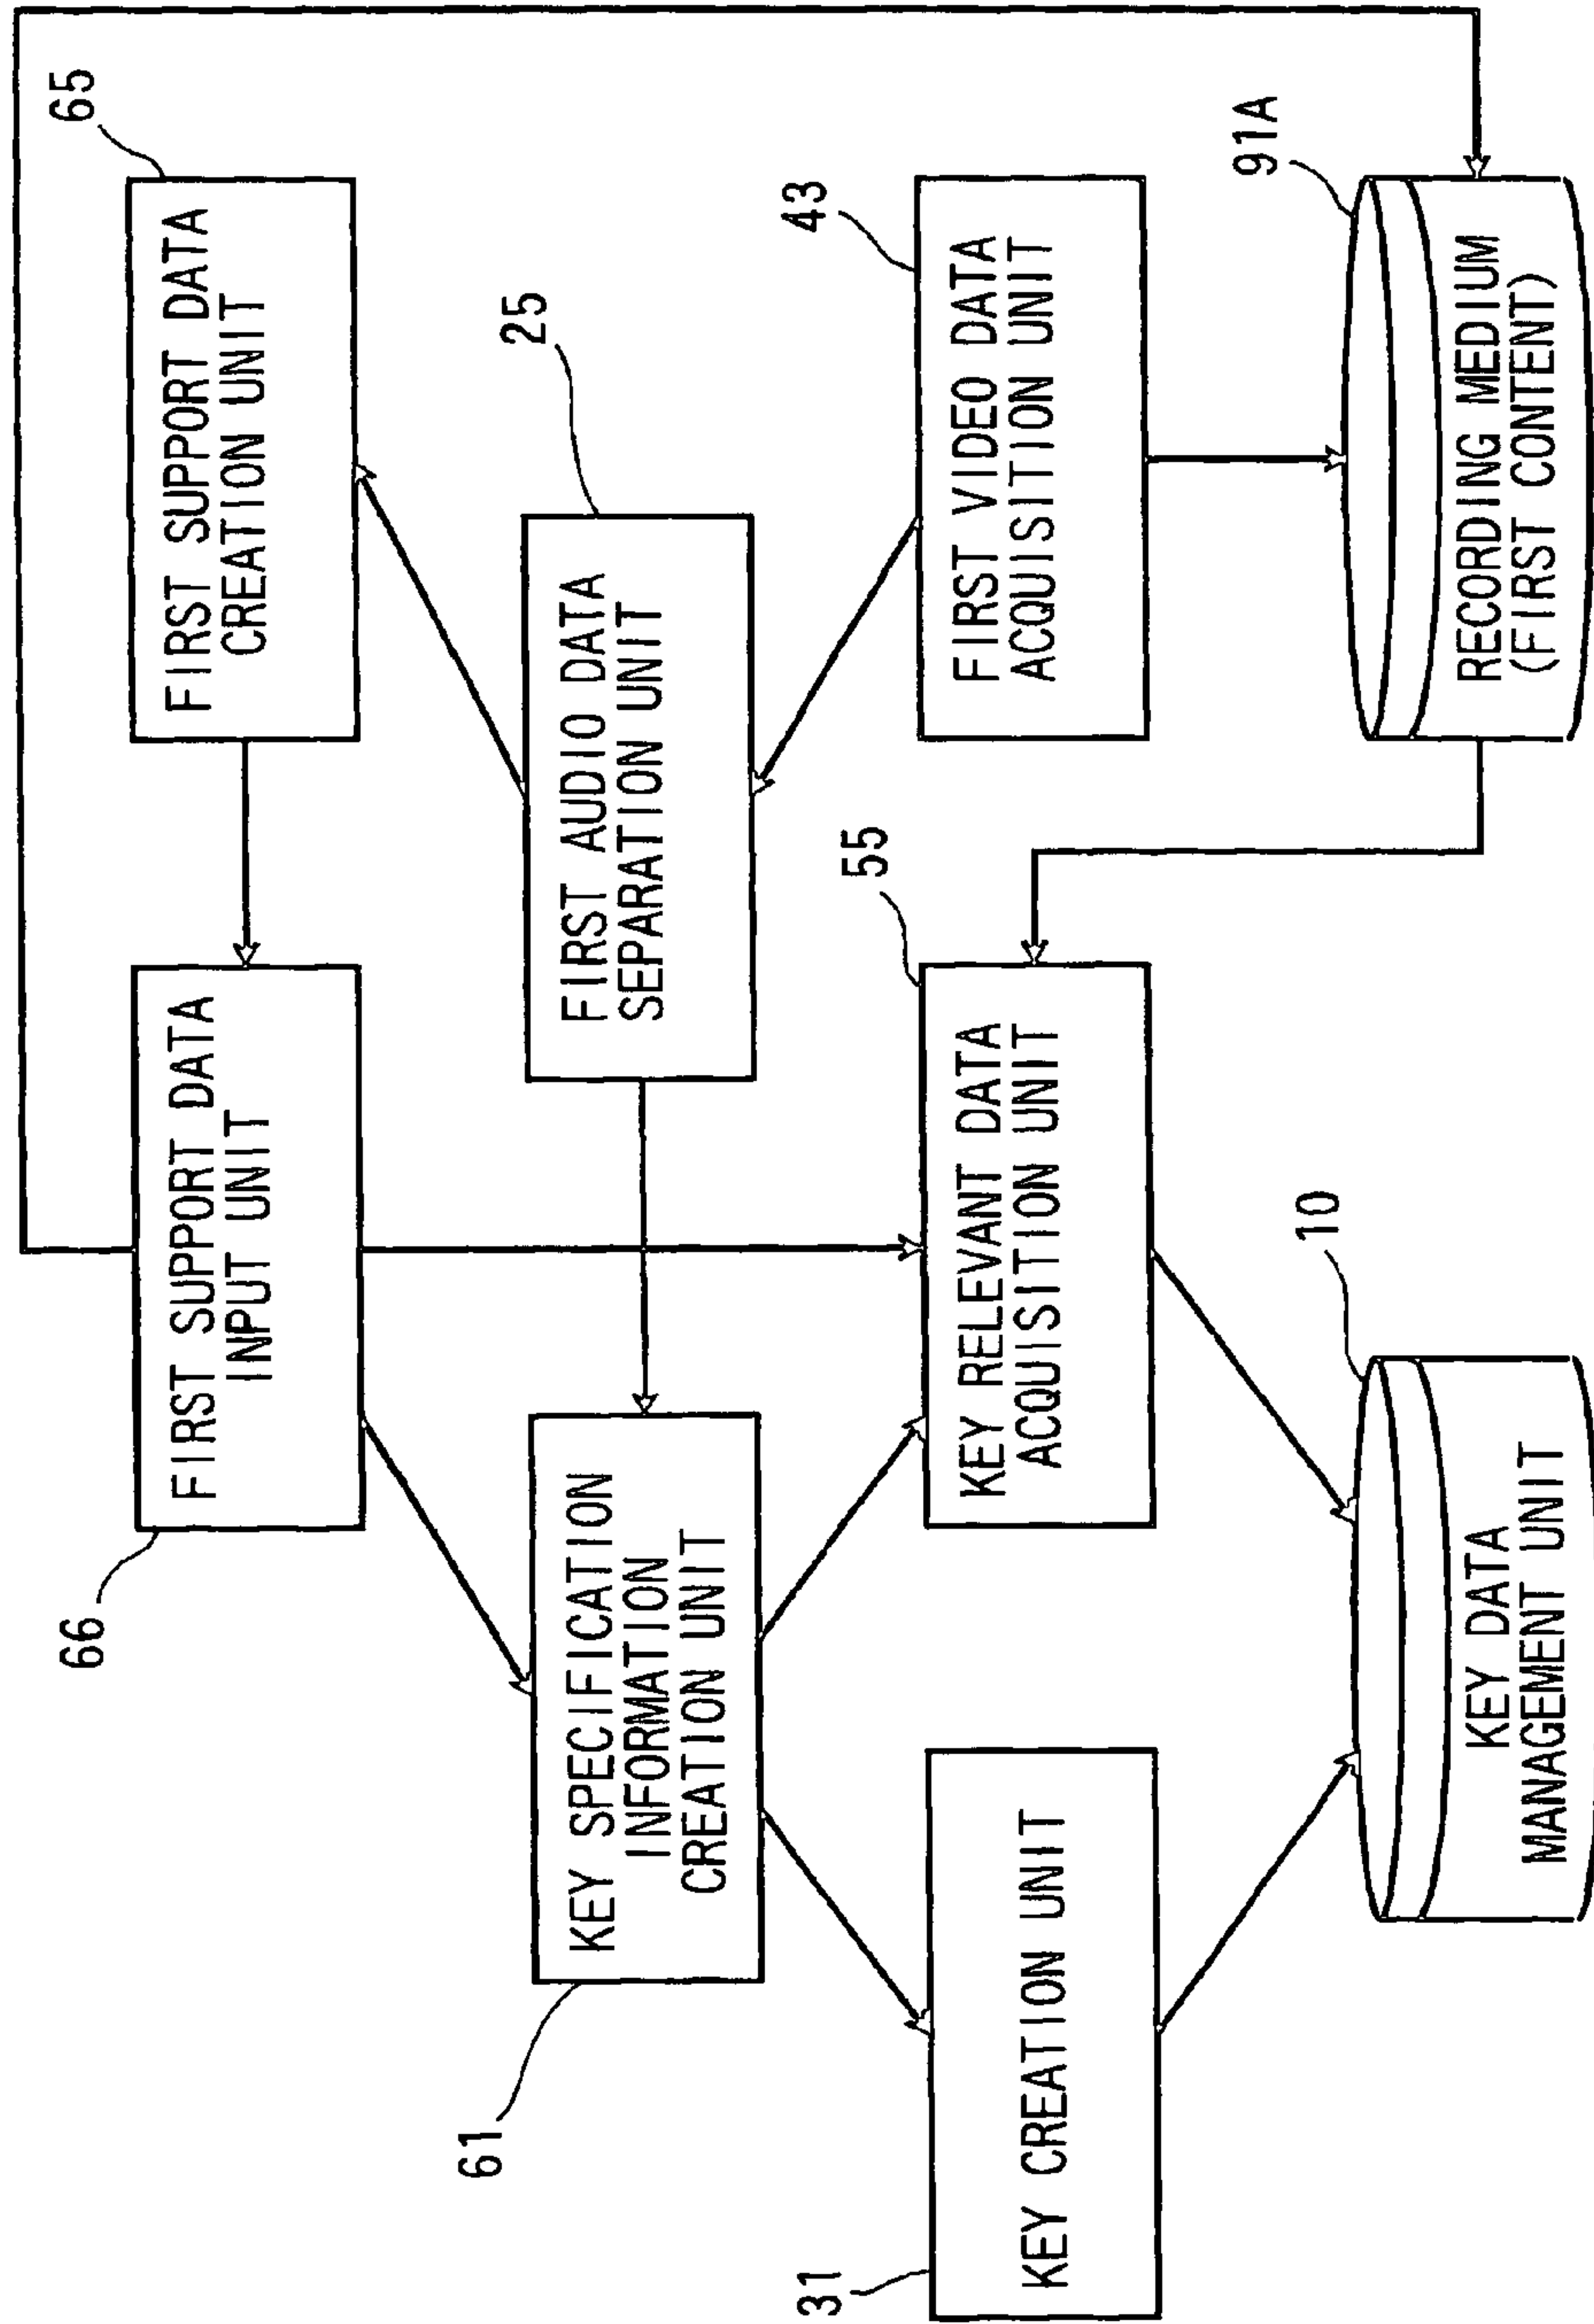 66
FIRST SUPPORT DATA
INPUT UNIT
65
FIRST SUPPORT DATA
CREATION UNIT
61
KEY SPECIFICATION
INFORMATION
CREATION UNIT
25
FIRST AUDIO DATA
SEPARATION UNIT
31
KEY CREATION UNIT
55
KEY RELEVANT DATA
ACQUISITION UNIT
43
FIRST VIDEO DATA
ACQUISITION UNIT
10
KEY DATA
MANAGEMENT UNIT
91A
RECORDING MEDIUM
(FIRST CONTENT)